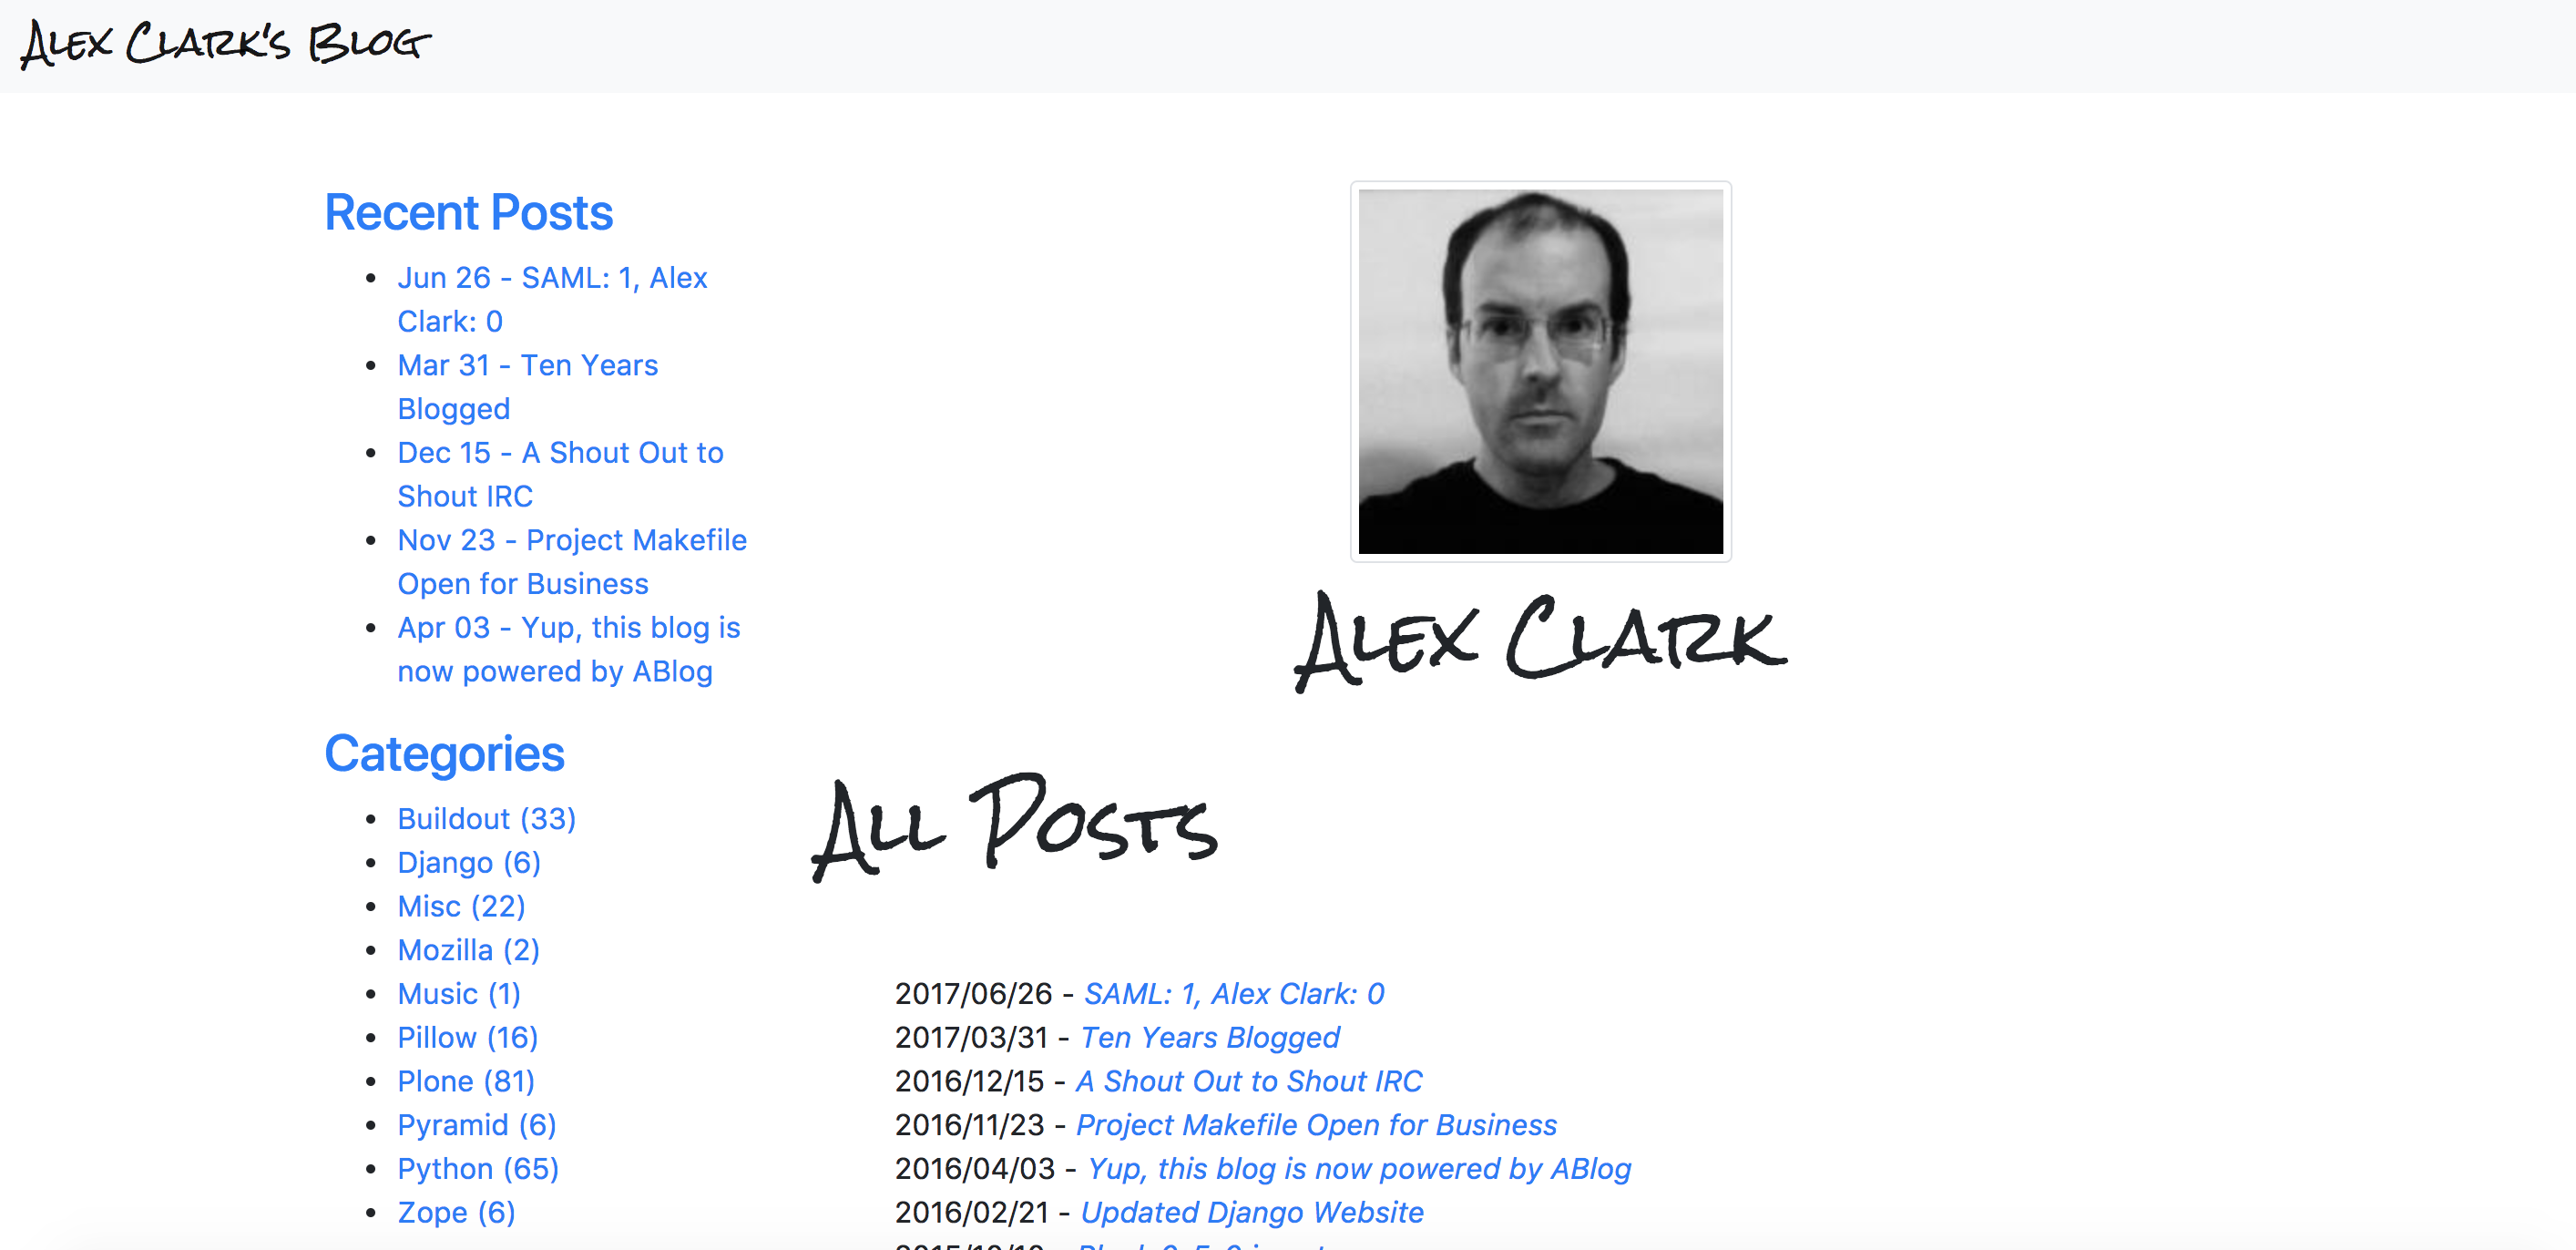 Alex Clark's Blog
Recent Posts
Jun 26 - SAML: 1, Alex
Clark: 0
Mar 31 - Ten Years
Blogged
Dec 15 - A Shout Out to
Shout IRC
Nov 23 - Project Makefile
Open for Business
Apr 03 - Yup, this blog is
now powered by ABlog
Categories
Buildout (33)
Django (6)
Misc (22)
Mozilla (2)
Music (1)
Pillow (16)
Plone (81)
Pyramid (6)
Python (65)
Zope (6)
Alex Clark
All Posts
2017/06/26 - SAML: 1, Alex Clark: 0
2017/03/31 - Ten Years Blogged
2016/12/15 - A Shout Out to Shout IRC
2016/11/23 - Project Makefile Open for Business
2016/04/03 - Yup, this blog is now powered by ABlog
2016/02/21 - Updated Django Website